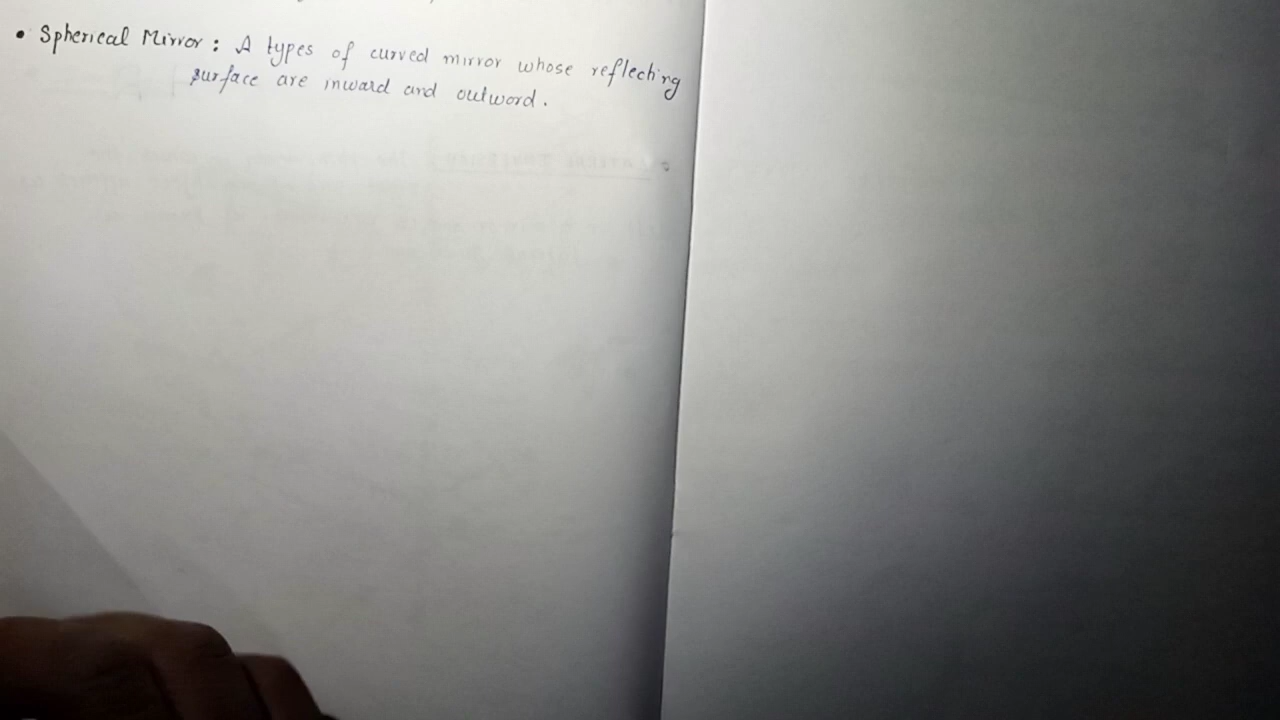 • Spherical Mirror : A types of curved mirror whose reflecting
surface are inward and outword.